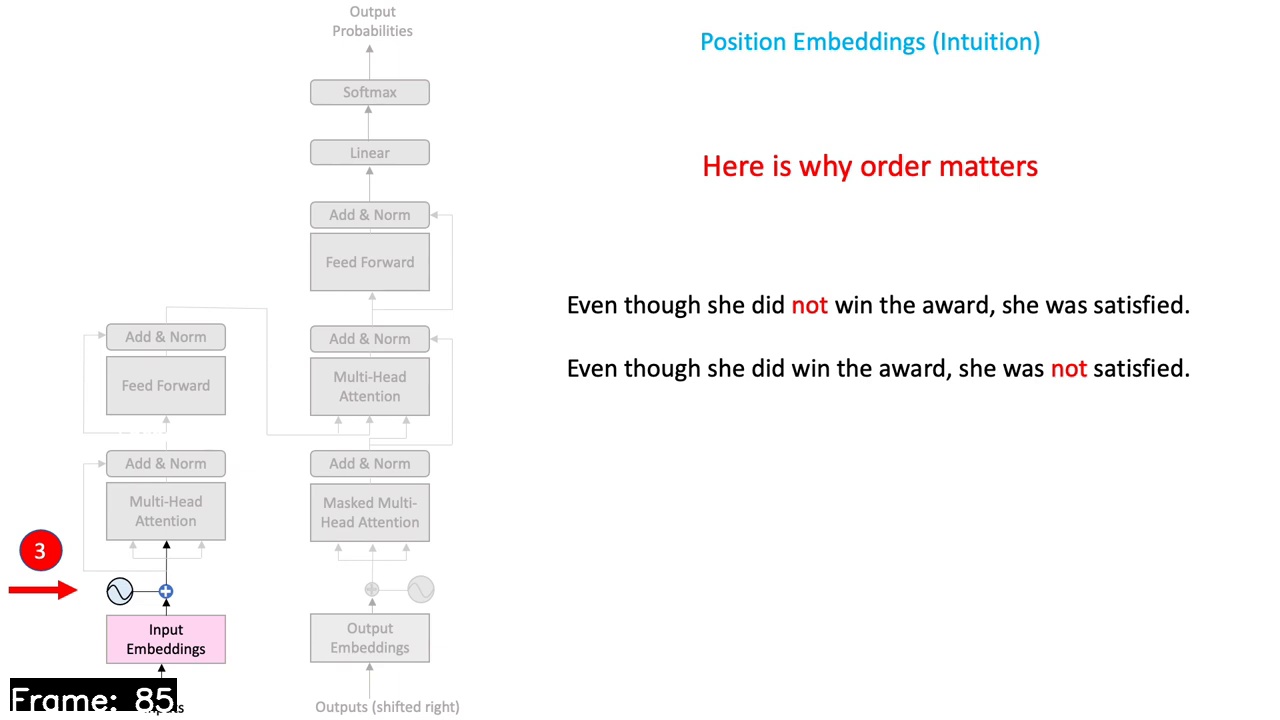 Output
Probabilities
Softmax
Linear
Add & Norm
Feed Forward
Add & Norm
Multi-Head
Attention
Add & Norm
Masked Multi-
Head Attention
Output
Embeddings
Outputs (shifted right)
Add & Norm
Feed Forward
Add & Norm
Multi-Head
Attention
3
Input
Embeddings
Frame: 85
Position Embeddings (Intuition)
Here is why order matters
Even though she did not win the award, she was satisfied.
Even though she did win the award, she was not satisfied.